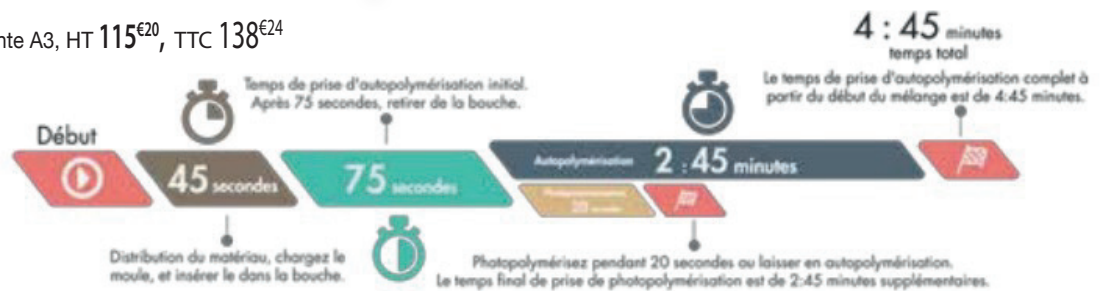 nte A3, HT 115€20, TTC 138€24
4 : 45 minutes
temps total
Temps de prise d'autopolymérisation initial.
Après 75 secondes, retirer de la bouche.
Le temps de prise d'autopolymérisation complet à
partir du début du mélange est de 4:45 minutes.
Début
45 secondes
75 secondes
Autopolymérisation 2 : 45 minutes
20 secondes
Distribution du matériau, chargez le
moule, et insérer le dans la bouche.
Photopolymérisez pendant 20 secondes ou laisser en autopolymérisation.
Le temps final de prise de photopolymérisation est de 2:45 minutes supplémentaires.